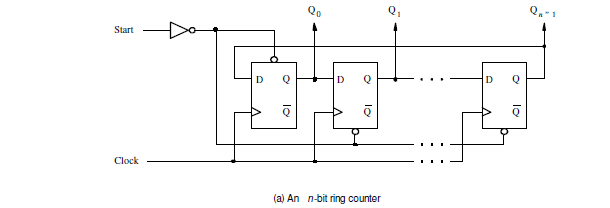 Start
Q0
Q1
Qn – 1
D Q
Q̅
D Q
Q̅
D Q
Q̅
Clock
(a) An n-bit ring counter